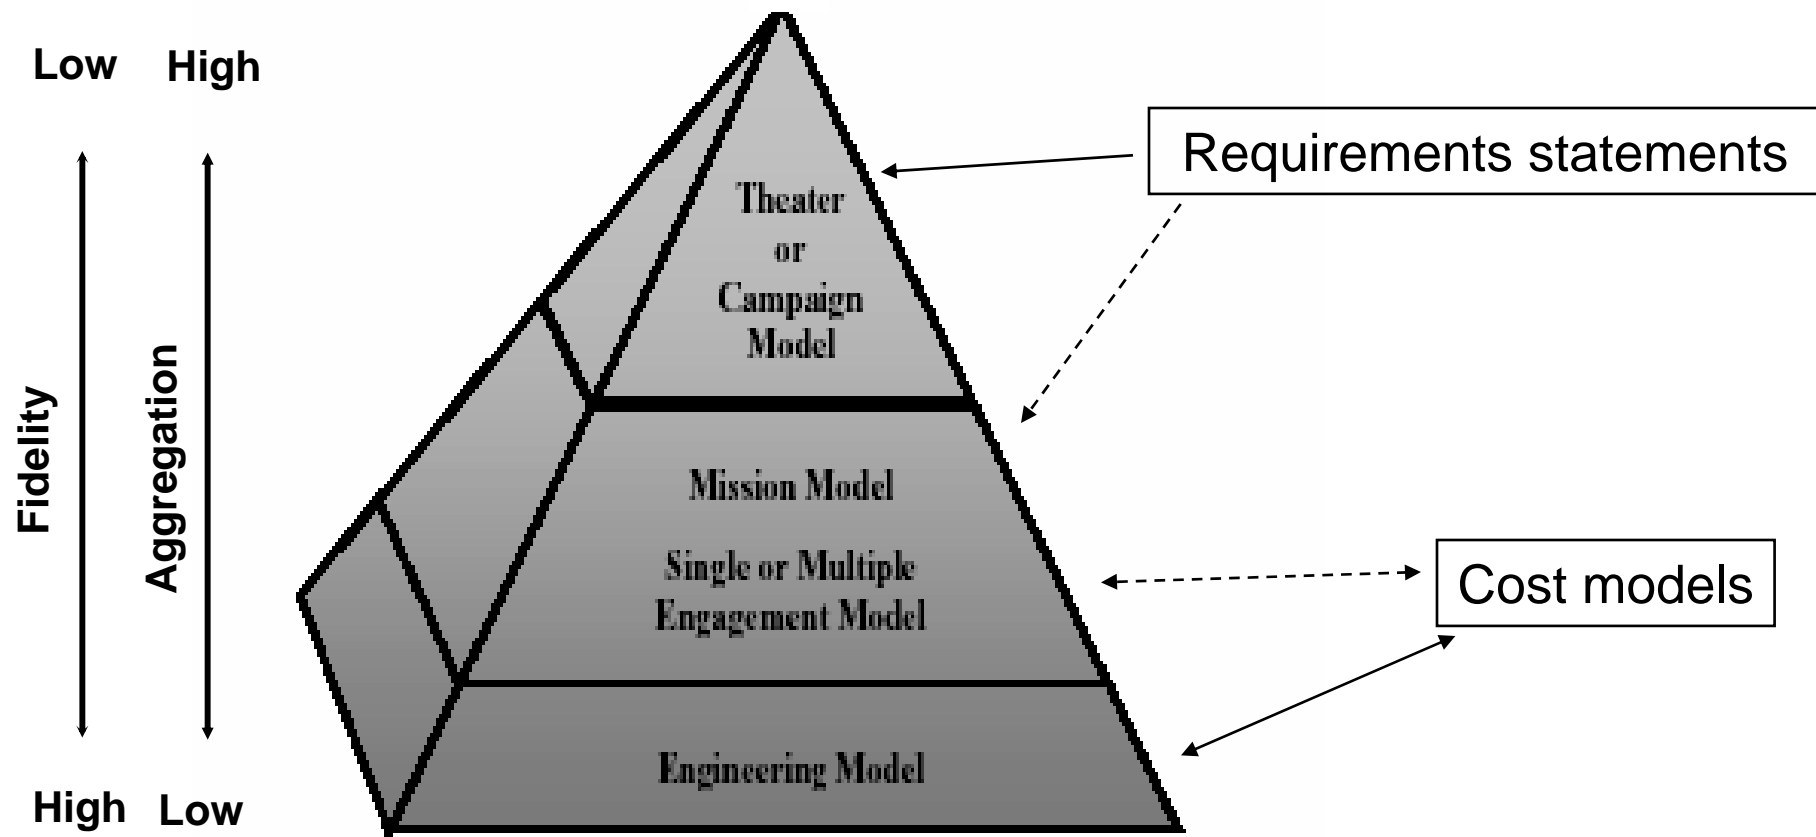 Low High
Requirements statements
Theater
or
Campaign
Model
Fidelity
Aggregation
Mission Model
Single or Multiple
Engagement Model
Cost models
Engineering Model
High Low